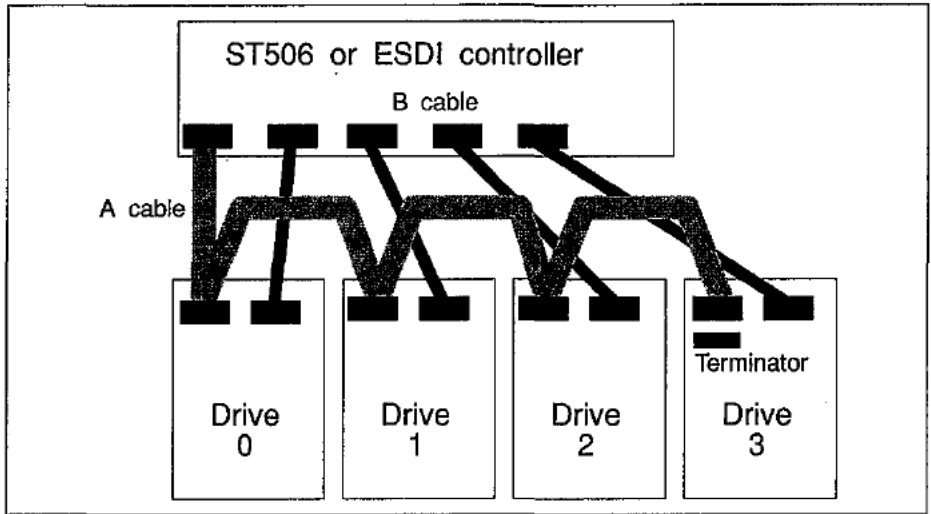 ST506 or ESDI controller
B cable
A cable
Terminator
Drive
0
Drive
1
Drive
2
Drive
3